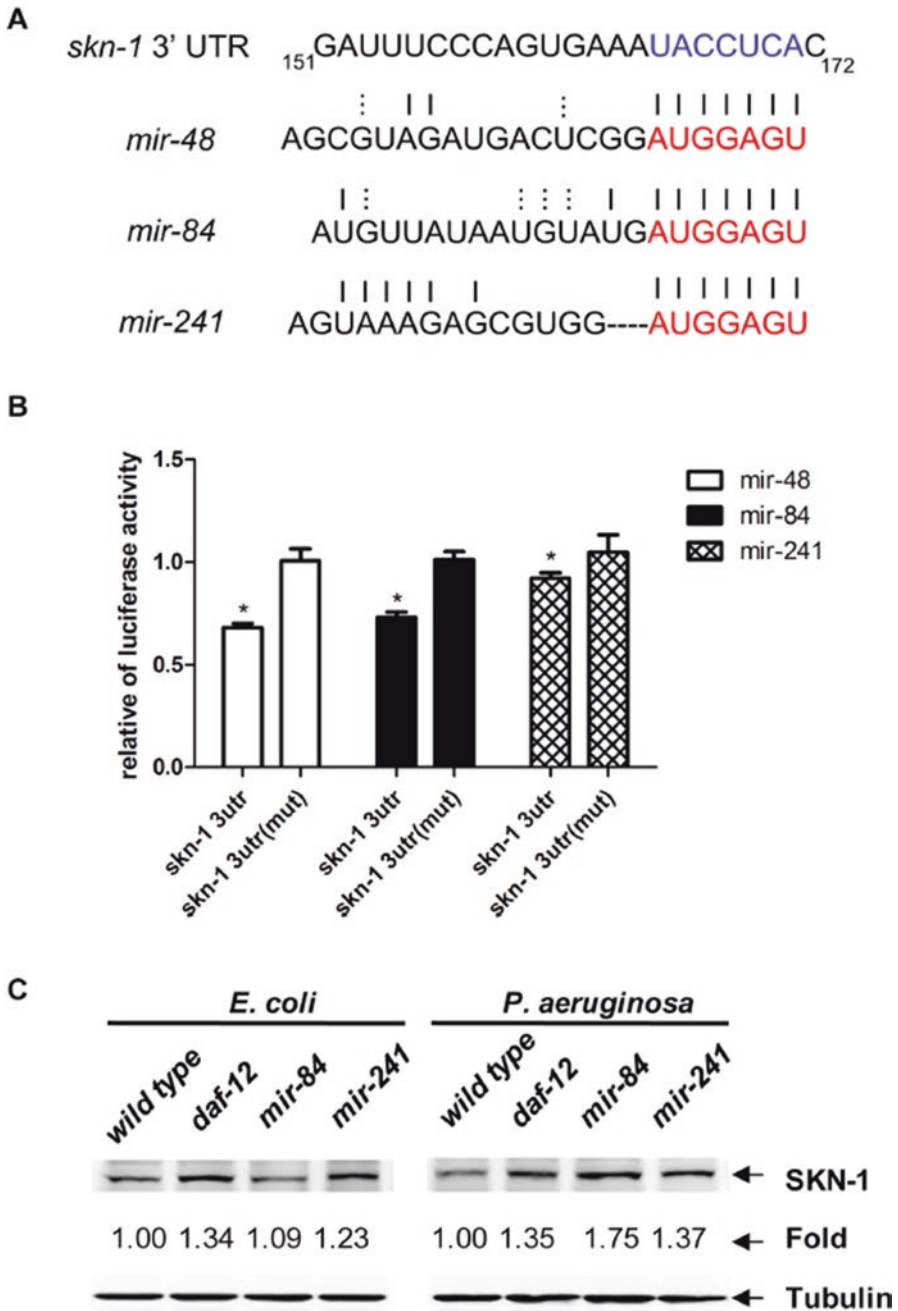 A
skn-1 3' UTR
151GAUUUCCCAGUGAAAUACCUCAC172
mir-48
AGCGUAGAUGACUCGGAUGGAGU
mir-84
AUGUUAUAAUGUAUGAUGGAGU
mir-241
AGUAAAGAGCGUGG----AUGGAGU
B
relative of luciferase activity
1.5
1.0
0.5
0.0
*
*
*
mir-48
mir-84
mir-241
skn-1 3utr
skn-1 3utr(mut)
skn-1 3utr
skn-1 3utr(mut)
skn-1 3utr
skn-1 3utr(mut)
C
E. coli
P. aeruginosa
wild type daf-12 mir-84 mir-241
wild type daf-12 mir-84 mir-241
SKN-1
1.00 1.34 1.09 1.23 1.00 1.35 1.75 1.37 Fold
Tubulin